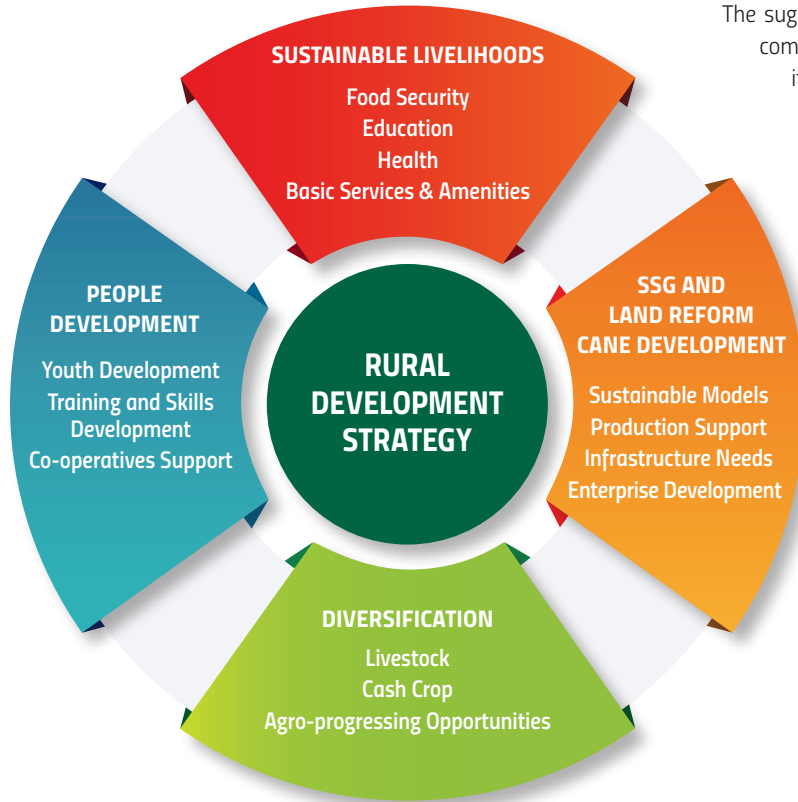 The sug
com
i
SUSTAINABLE LIVELIHOODS
Food Security
Education
Health
Basic Services & Amenities
PEOPLE
DEVELOPMENT
Youth Development
Training and Skills
Development
Co-operatives Support
RURAL
DEVELOPMENT
STRATEGY
SSG AND
LAND REFORM
CANE DEVELOPMENT
Sustainable Models
Production Support
Infrastructure Needs
Enterprise Development
DIVERSIFICATION
Livestock
Cash Crop
Agro-progressing Opportunities